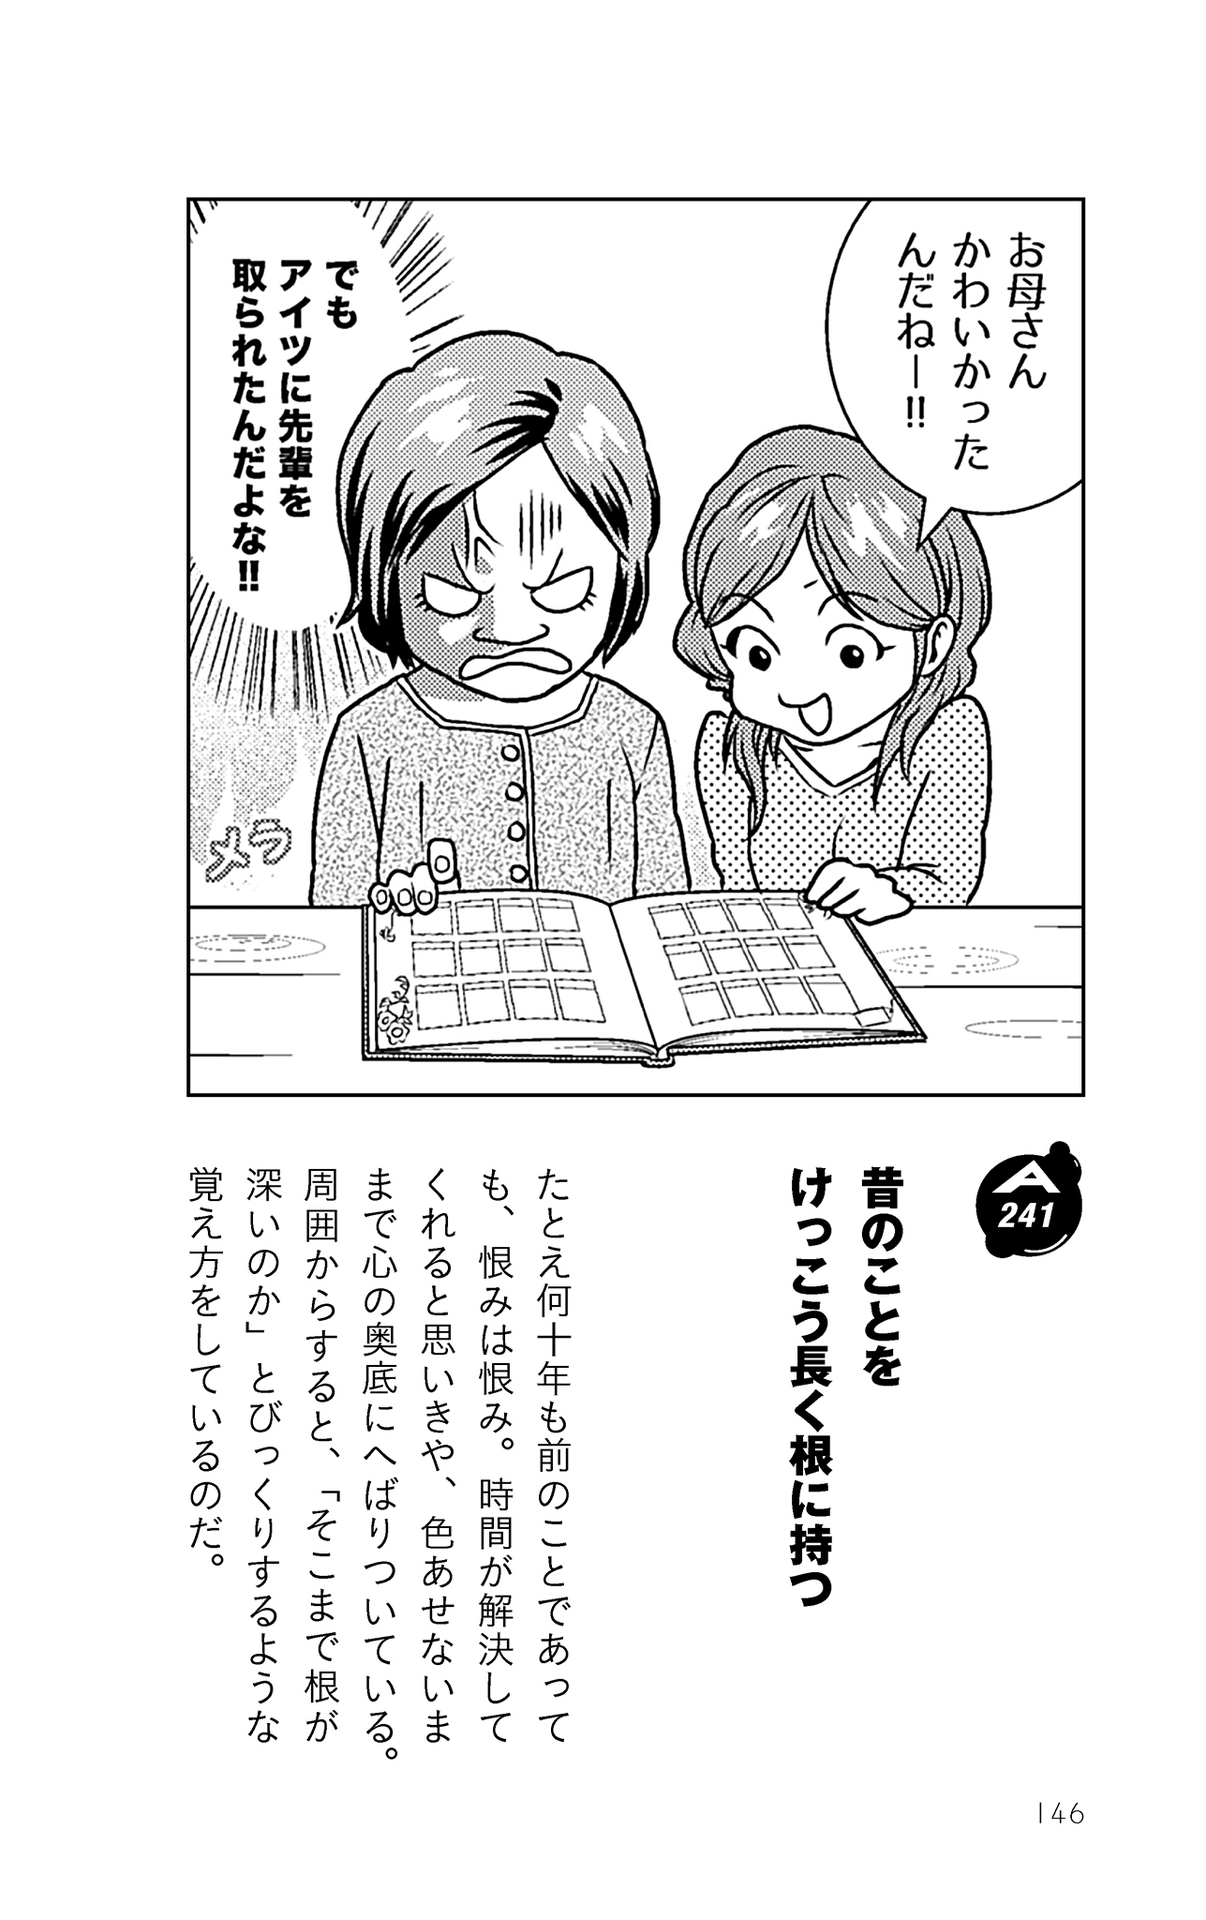 お母さん
かわいかった
んだねー!!
でも
アイツに先輩を
取られたんだよな!!
メラ
A
241
昔のことを
けっこう長く根に持つ
たとえ何十年も前のことであって
も、恨みは恨み。時間が解決して
くれると思いきや、色あせないま
まで心の奥底にへばりついている。
周囲からすると、「そこまで根が
深いのか」とびっくりするような
覚え方をしているのだ。
146